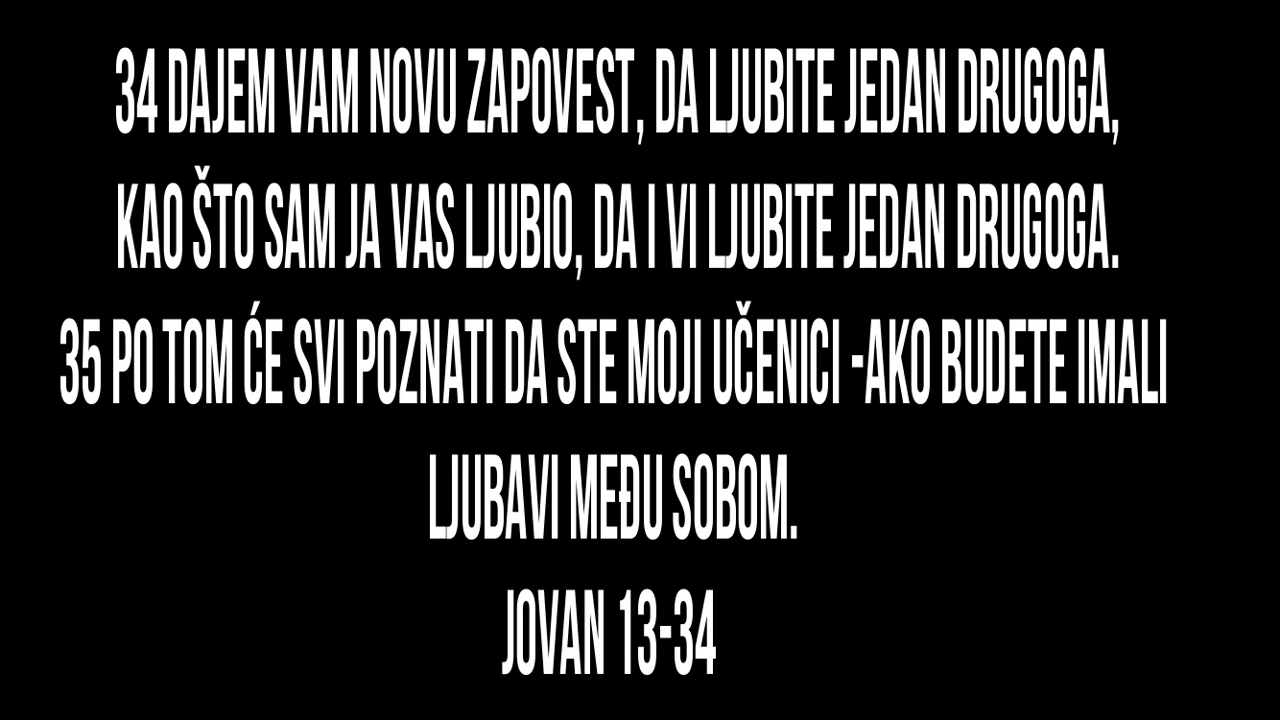 34 DAJEM VAM NOVU ZAPOVEST, DA LJUBITE JEDAN DRUGOGA,
KAO ŠTO SAM JA VAS LJUBIO, DA I VI LJUBITE JEDAN DRUGOGA.
35 PO TOM ĆE SVI POZNATI DA STE MOJI UČENICI -AKO BUDETE IMALI
LJUBAVI MEĐU SOBOM.
JOVAN 13-34